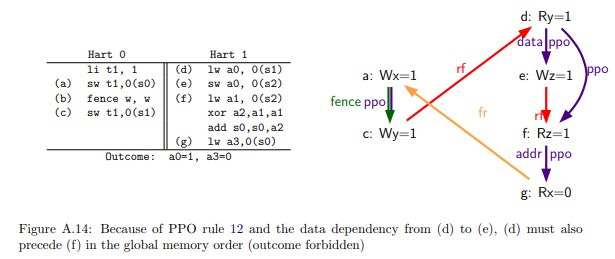 Hart 0 Hart 1
li t1, 1 (d) lw a0, 0(s1)
(a) sw t1,0(s0) (e) sw a0, 0(s2)
(b) fence w, w (f) lw a1, 0(s2)
(c) sw t1,0(s1) xor a2,a1,a1
add s0,s0,a2
(g) lw a3,0(s0)
Outcome: a0=1, a3=0
d: Ry=1
data ppo
a: Wx=1
rf
e: Wz=1
ppo
fence ppo
fr
rf
c: Wy=1
f: Rz=1
addr ppo
g: Rx=0
Figure A.14: Because of PPO rule 12 and the data dependency from (d) to (e), (d) must also
precede (f) in the global memory order (outcome forbidden)